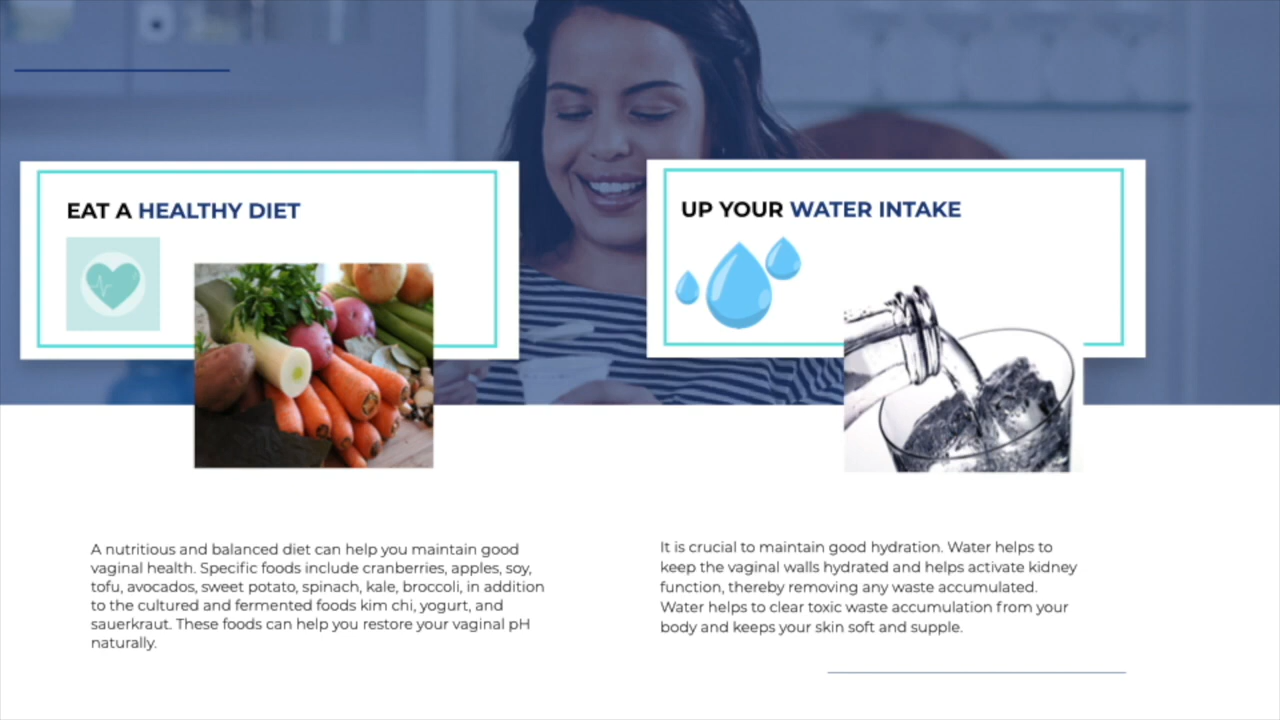 EAT A HEALTHY DIET
UP YOUR WATER INTAKE
A nutritious and balanced diet can help you maintain good
vaginal health. Specific foods include cranberries, apples, soy,
tofu, avocados, sweet potato, spinach, kale, broccoli, in addition
to the cultured and fermented foods kim chi, yogurt, and
sauerkraut. These foods can help you restore your vaginal pH
naturally.
It is crucial to maintain good hydration. Water helps to
keep the vaginal walls hydrated and helps activate kidney
function, thereby removing any waste accumulated.
Water helps to clear toxic waste accumulation from your
body and keeps your skin soft and supple.